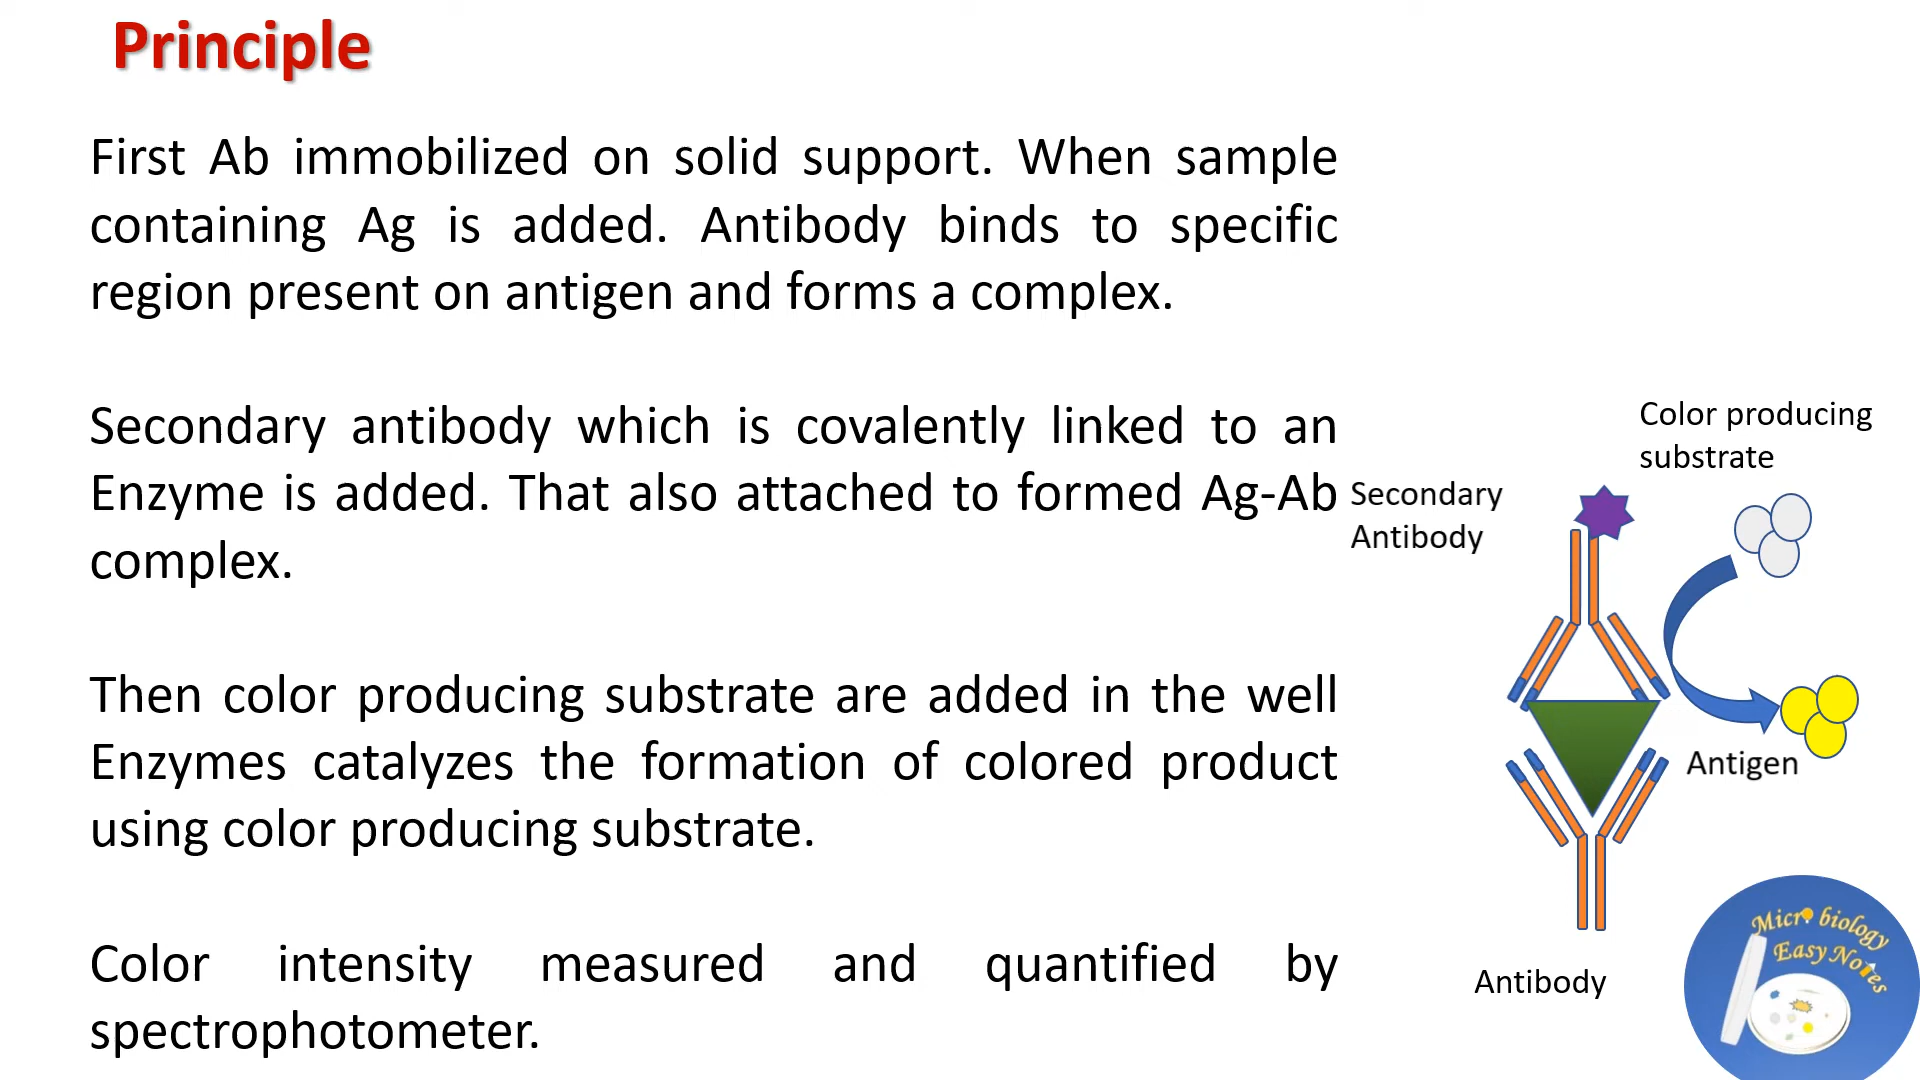 Principle
First Ab immobilized on solid support. When sample
containing Ag is added. Antibody binds to specific
region present on antigen and forms a complex.
Secondary antibody which is covalently linked to an
Enzyme is added. That also attached to formed Ag-Ab
complex.
Then color producing substrate are added in the well
Enzymes catalyzes the formation of colored product
using color producing substrate.
Color intensity measured and quantified by
spectrophotometer.
Color producing
substrate
Secondary
Antibody
Antigen
Antibody
Micro biology
Easy Notes